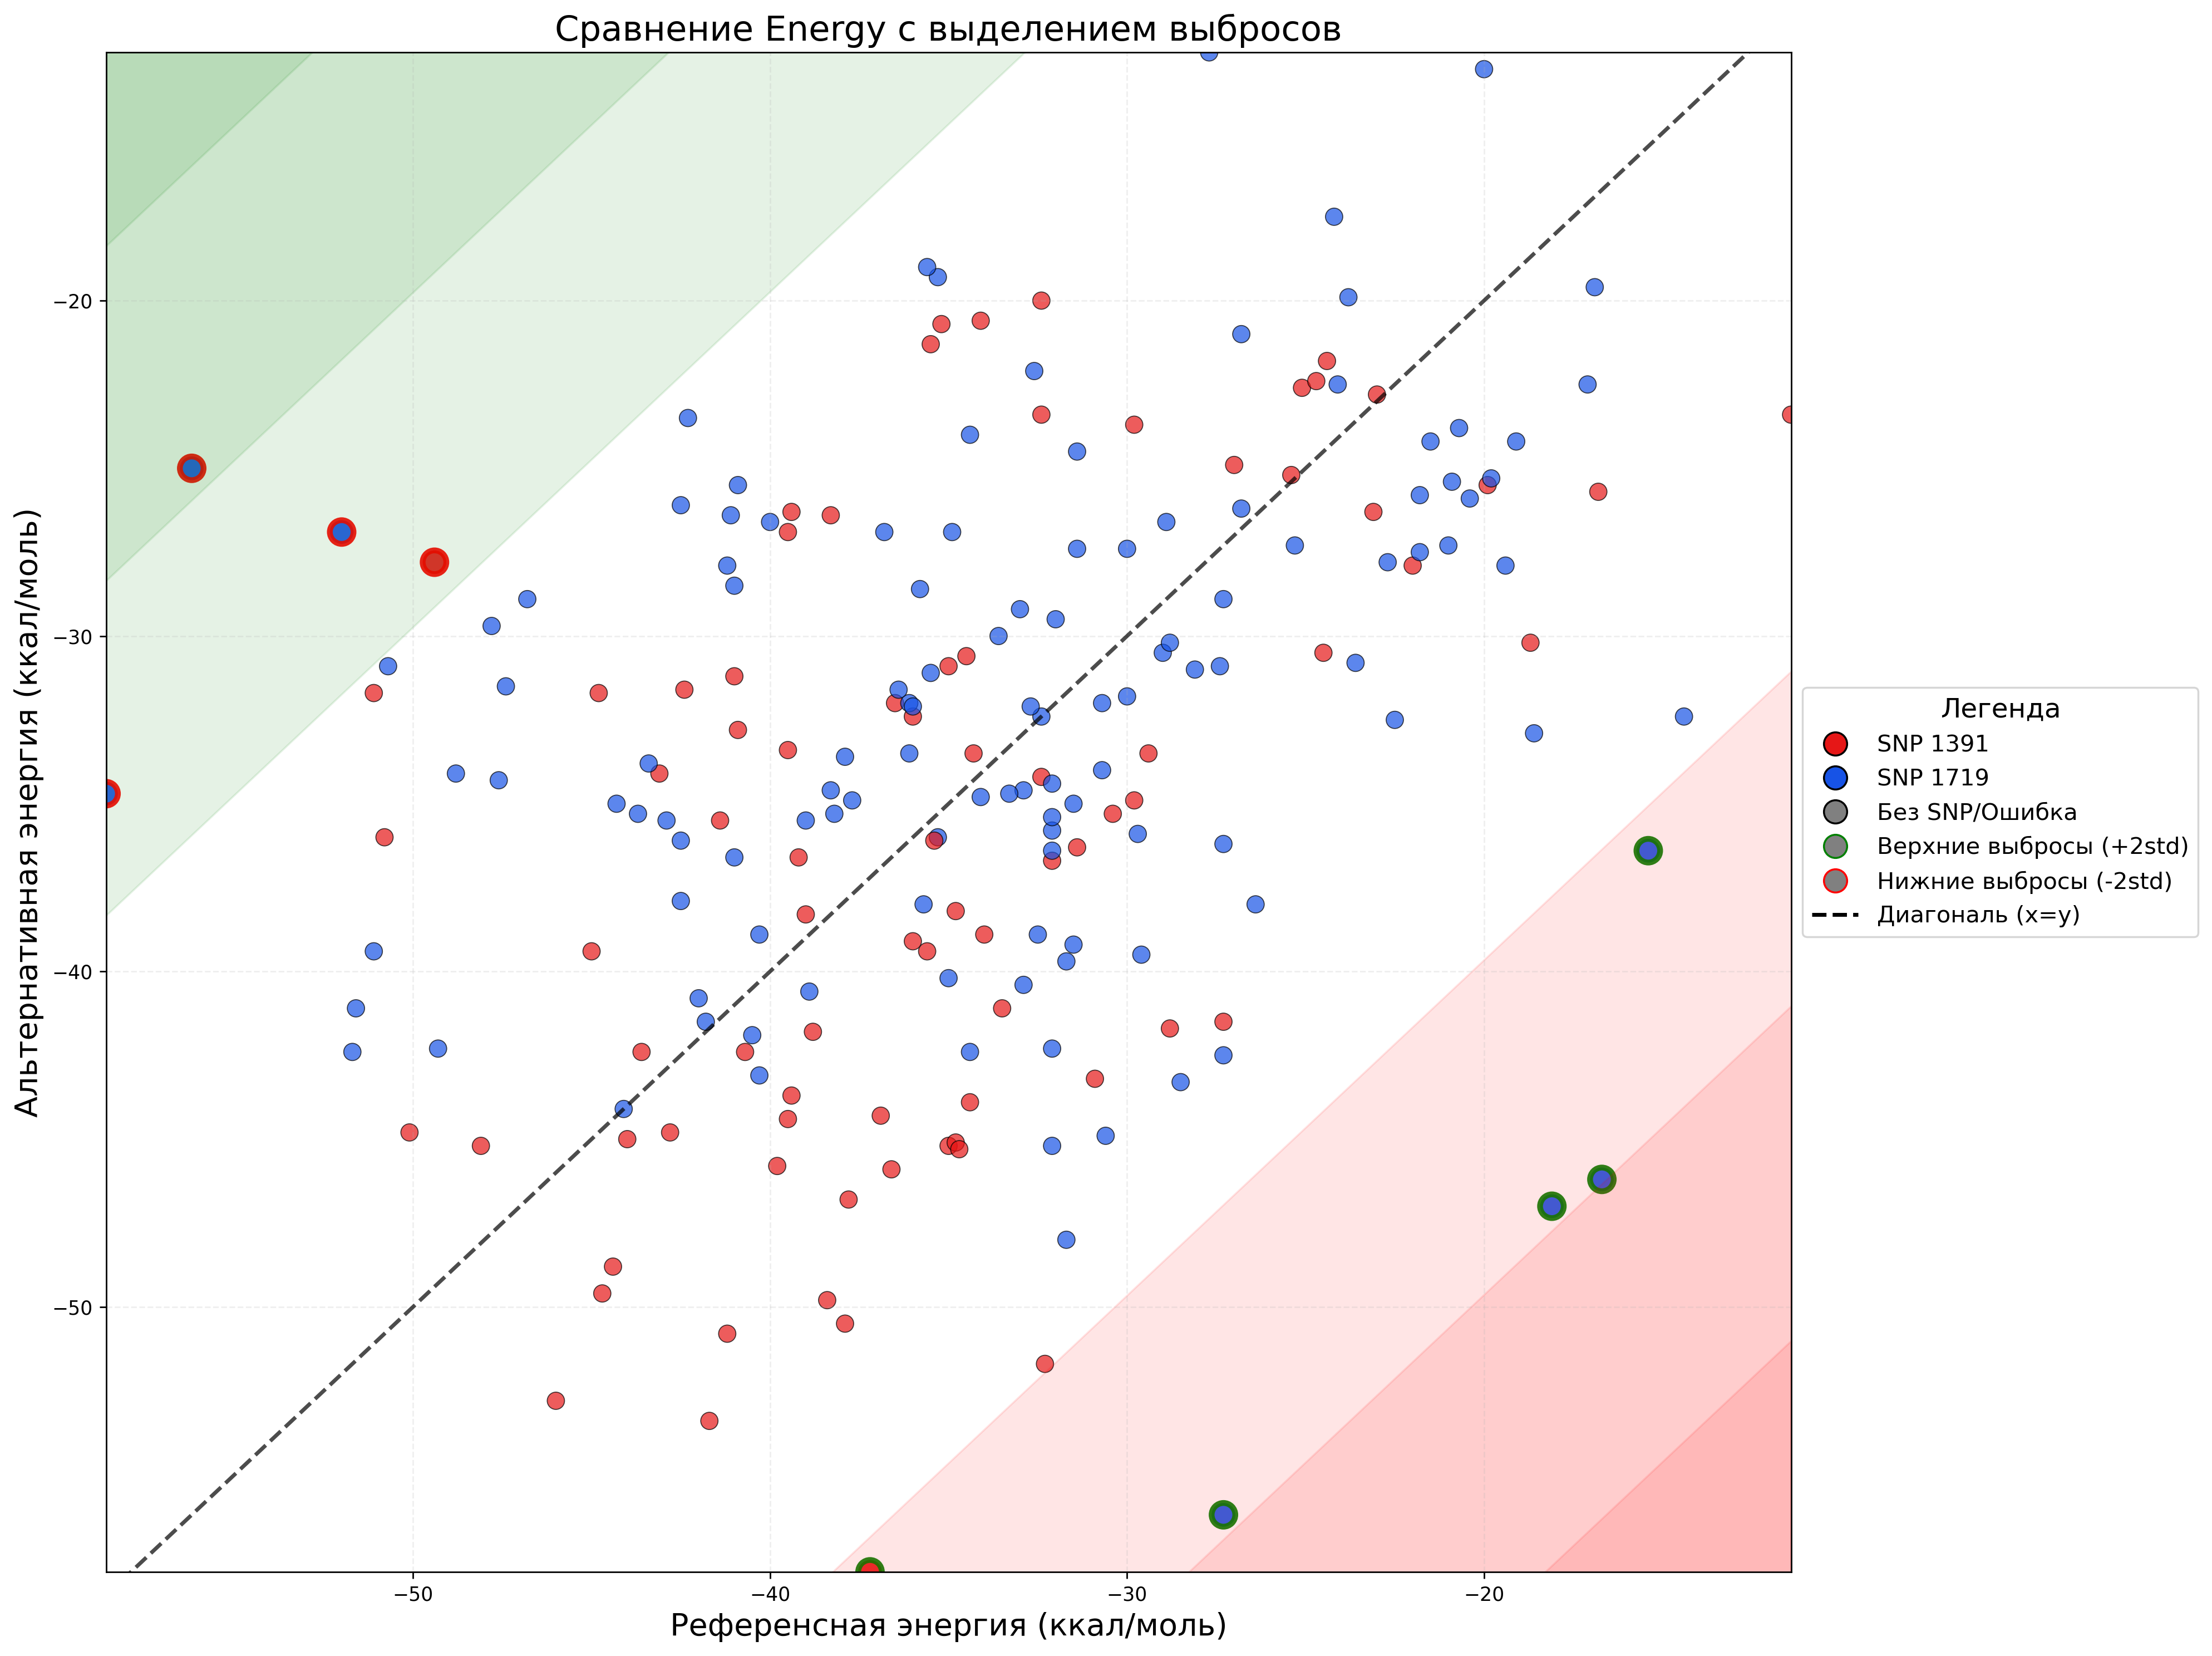 Сравнение Energy с выделением выбросов
Альтернативная энергия (ккал/моль)
−20
−30
−40
−50
−50
−40
−30
−20
Референсная энергия (ккал/моль)
Легенда
SNP 1391
SNP 1719
Без SNP/Ошибка
Верхние выбросы (+2std)
Нижние выбросы (-2std)
Диагональ (x=y)